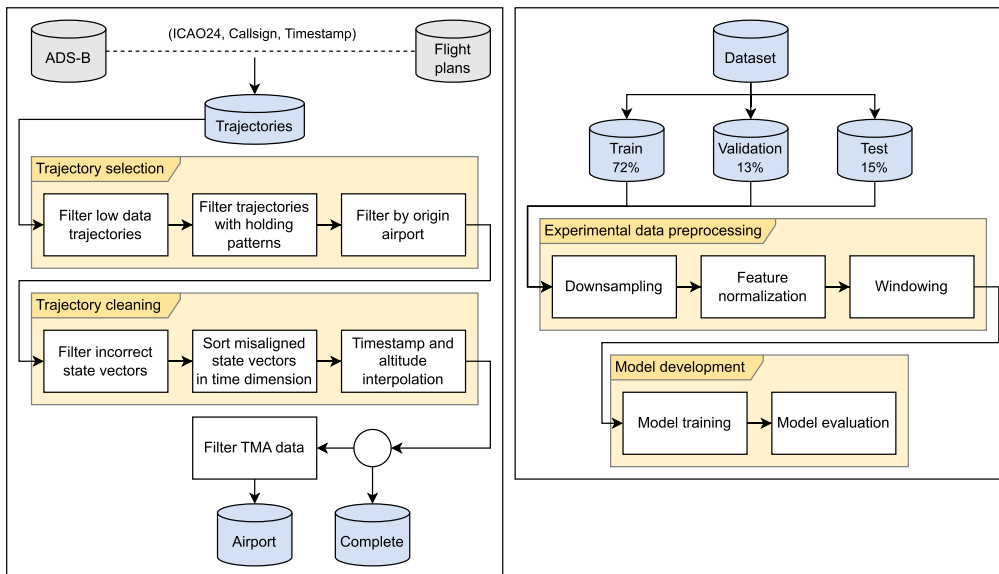 (ICAO24, Callsign, Timestamp)
ADS-B
Flight
plans
Trajectories
Trajectory selection
Filter low data
trajectories
Filter trajectories
with holding
patterns
Filter by origin
airport
Trajectory cleaning
Filter incorrect
state vectors
Sort misaligned
state vectors
in time dimension
Timestamp and
altitude
interpolation
Filter TMA data
Airport
Complete
Dataset
Train
72%
Validation
13%
Test
15%
Experimental data preprocessing
Downsampling
Feature
normalization
Windowing
Model development
Model training
Model evaluation